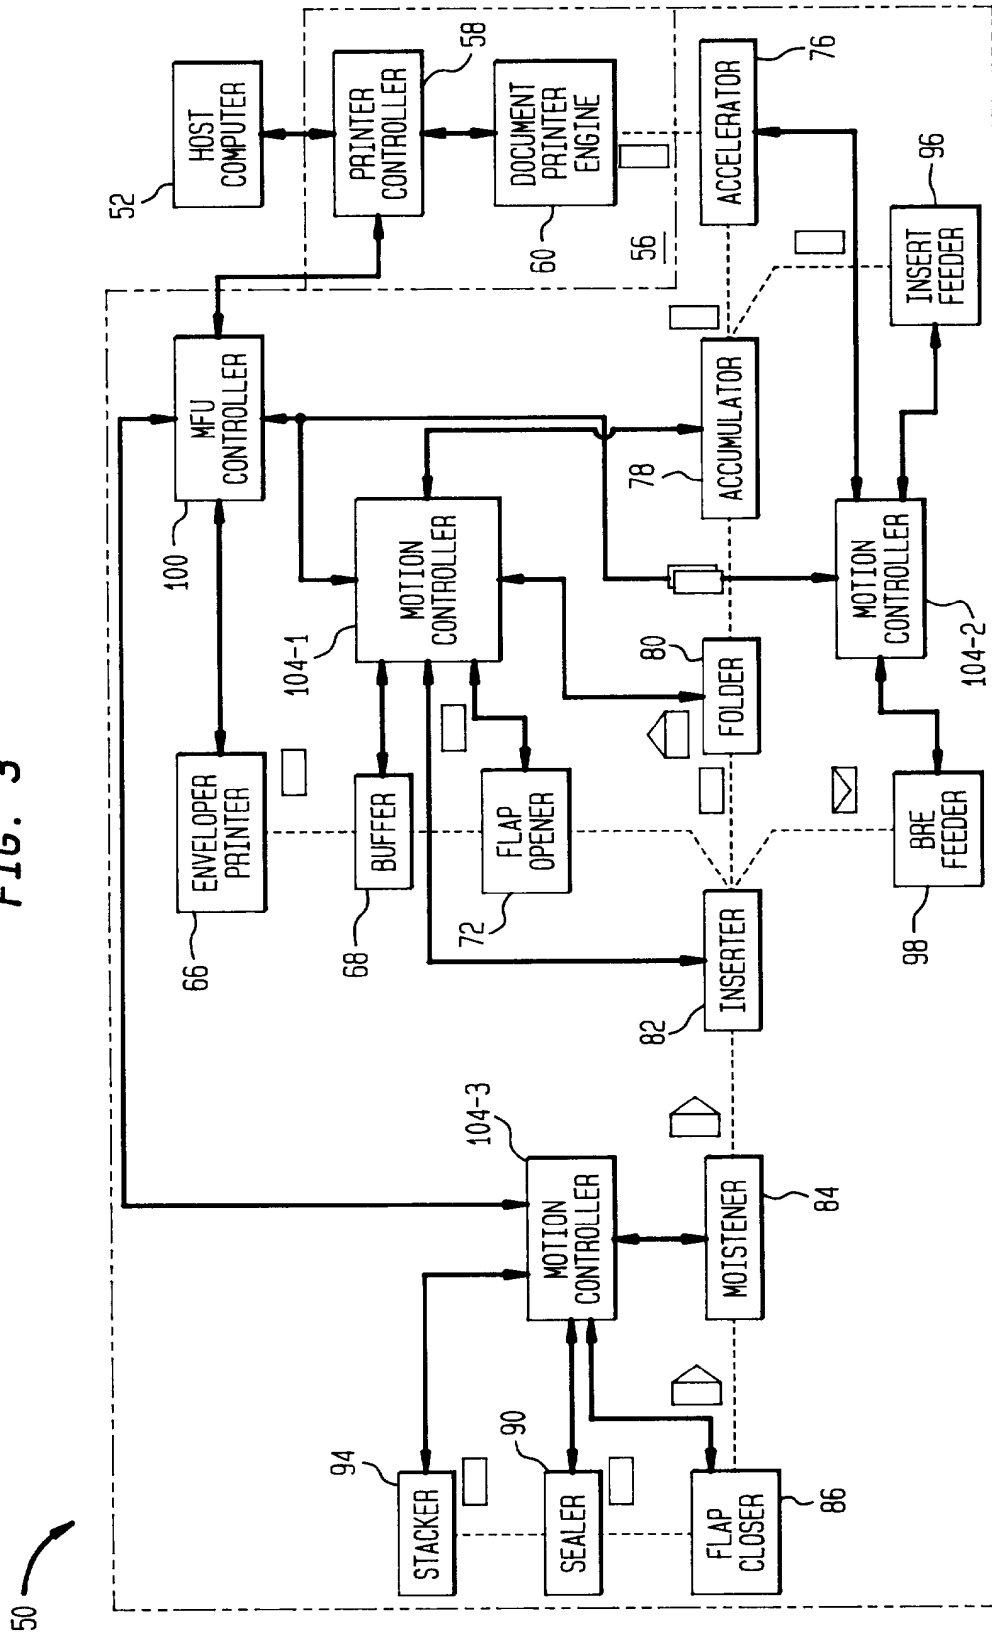 FIG.
50
52
HOST
COMPUTER
66
ENVELOPER
PRINTER
100
MFU
CONTROLLER
PRINTER
CONTROLLER
58
104-1
MOTION
CONTROLLER
68
BUFFER
94
STACKER
72
FLAP
OPENER
104-3
MOTION
CONTROLLER
60
DOCUMENT
PRINTER
ENGINE
90
SEALER
56
86
FLAP
CLOSER
84
MOISTENER
82
INSERTER
80
FOLDER
78
ACCUMULATOR
76
ACCELERATOR
MOTION
CONTROLLER
104-2
98
BRE
FEEDER
96
INSERT
FEEDER